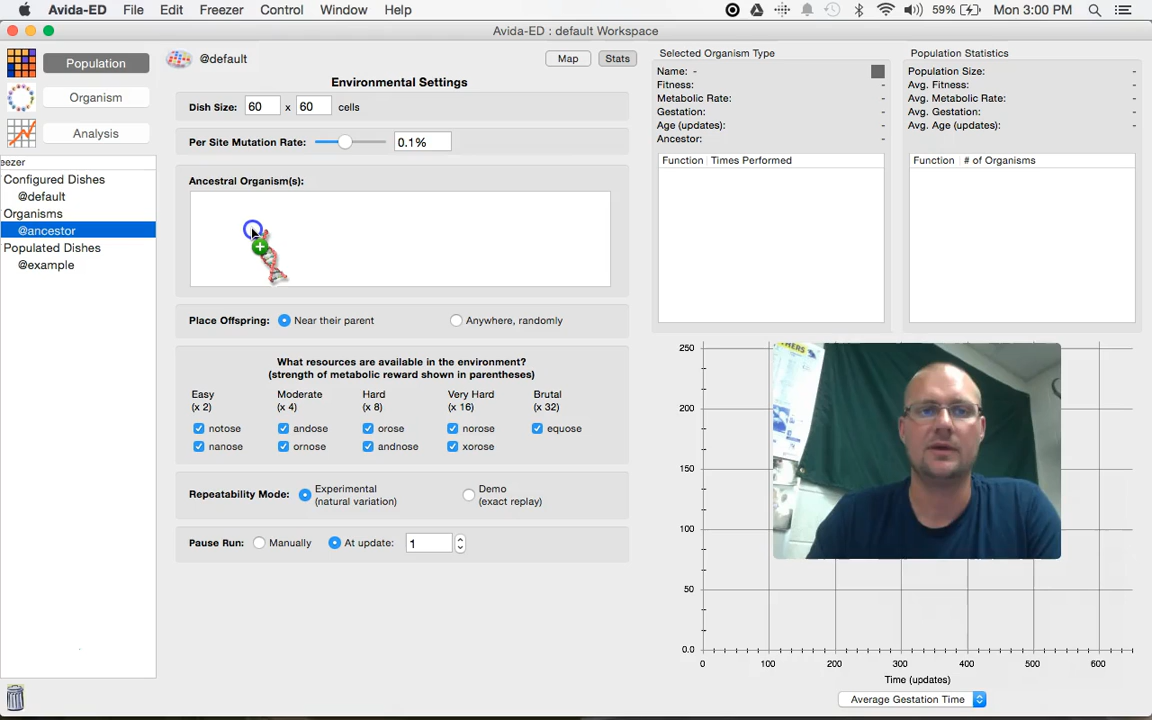 Avida-ED File Edit Freezer Control Window Help 59% Mon 3:00 PM
Avida-ED : default Workspace
Population
Organism
Analysis
eezer
Configured Dishes
@default
Organisms
@ancestor
Populated Dishes
@example
@default
Map Stats
Environmental Settings
Dish Size: 60 x 60 cells
Per Site Mutation Rate: 0.1%
Ancestral Organism(s):
Place Offspring: Near their parent Anywhere, randomly
What resources are available in the environment?
(strength of metabolic reward shown in parentheses)
Easy Moderate Hard Very Hard Brutal
(x 2) (x 4) (x 8) (x 16) (x 32)
notose andose orose norose equose
nanose ornose andnose xorose
Repeatability Mode: Experimental Demo
(natural variation) (exact replay)
Pause Run: Manually At update: 1
Selected Organism Type
Name: -
Fitness: -
Metabolic Rate: -
Gestation: -
Age (updates): -
Ancestor: -
Function Times Performed
Population Statistics
Population Size: -
Avg. Fitness: -
Avg. Metabolic Rate: -
Avg. Gestation: -
Avg. Age (updates): -
Function # of Organisms
250
200
150
100
50
0.0
0 100 200 300 400 500 600
Time (updates)
Average Gestation Time